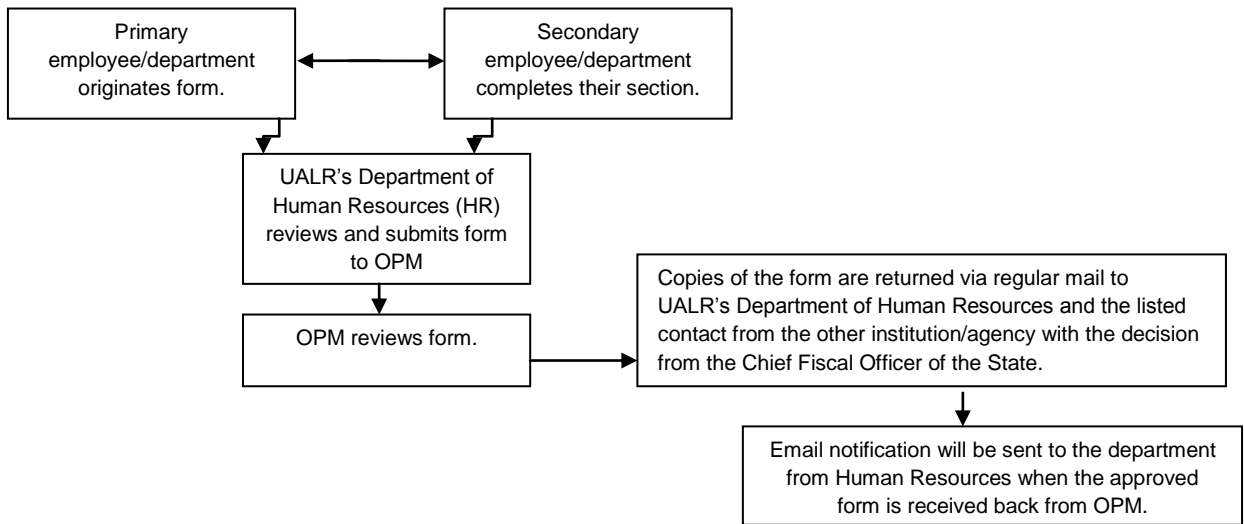 Primary
employee/department
originates form.
Secondary
employee/department
completes their section.
UALR’s Department of
Human Resources (HR)
reviews and submits form
to OPM
OPM reviews form.
Copies of the form are returned via regular mail to
UALR’s Department of Human Resources and the listed
contact from the other institution/agency with the decision
from the Chief Fiscal Officer of the State.
Email notification will be sent to the department
from Human Resources when the approved
form is received back from OPM.